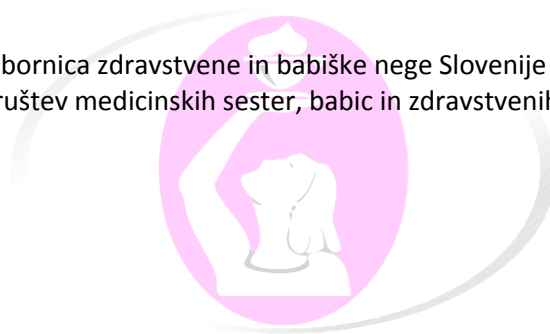 bornica zdravstvene in babiške nege Slovenije
ruštev medicinskih sester, babic in zdravstvenih